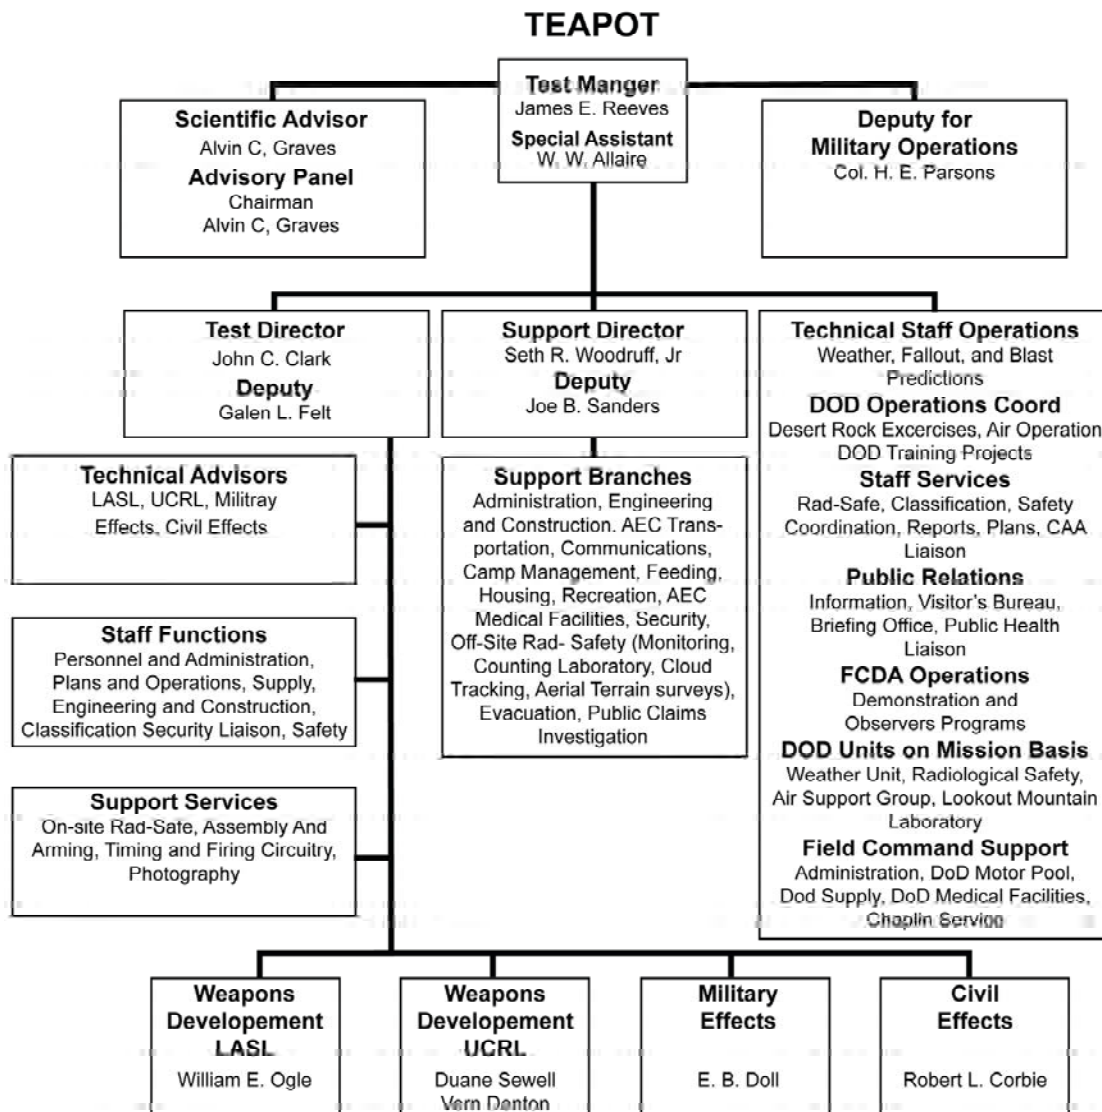 TEAPOT
Test Manger
James E. Reeves
Special Assistant
W. W. Allaire
Scientific Advisor
Alvin C, Graves
Advisory Panel
Chairman
Alvin C, Graves
Deputy for
Military Operations
Col. H. E. Parsons
Test Director
John C. Clark
Deputy
Galen L. Felt
Support Director
Seth R. Woodruff, Jr
Deputy
Joe B. Sanders
Technical Staff Operations
Weather, Fallout, and Blast
Predictions
DOD Operations Coord
Desert Rock Excercises, Air Operation
DOD Training Projects
Staff Services
Rad-Safe, Classification, Safety
Coordination, Reports, Plans, CAA
Liaison
Public Relations
Information, Visitor's Bureau,
Briefing Office, Public Health
Liaison
FCDA Operations
Demonstration and
Observers Programs
DOD Units on Mission Basis
Weather Unit, Radiological Safety,
Air Support Group, Lookout Mountain
Laboratory
Field Command Support
Administration, DoD Motor Pool,
Dod Supply, DoD Medical Facilities,
Chaplin Serviog
Technical Advisors
LASL, UCRL, Militray
Effects, Civil Effects
Support Branches
Administration, Engineering
and Construction. AEC Trans-
portation, Communications,
Camp Management, Feeding,
Housing, Recreation, AEC
Medical Facilities, Security,
Off-Site Rad- Safety (Monitoring,
Counting Laboratory, Cloud
Tracking, Aerial Terrain surveys),
Evacuation, Public Claims
Investigation
Staff Functions
Personnel and Administration,
Plans and Operations, Supply,
Engineering and Construction,
Classification Security Liaison, Safety
Support Services
On-site Rad-Safe, Assembly And
Arming, Timing and Firing Circuitry,
Photography
Weapons
Developement
LASL
William E. Ogle
Weapons
Developement
UCRL
Duane Sewell
Vern Denton
Military
Effects
E. B. Doll
Civil
Effects
Robert L. Corbie